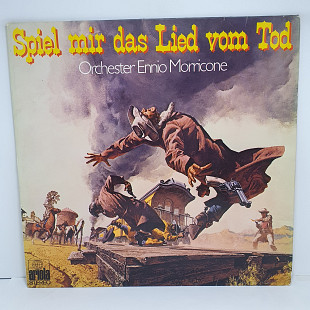 Spiel mir das Lied vom Tod
Orchester Ennio Morricone
ariola